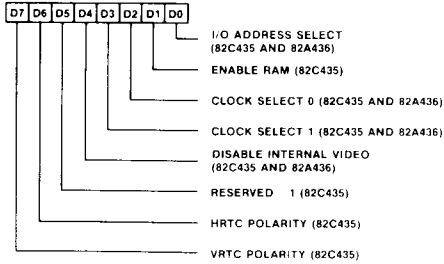 D7 D6 D5 D4 D3 D2 D1 D0
I/O ADDRESS SELECT
(82C435 AND 82A436)
ENABLE RAM (82C435)
CLOCK SELECT 0 (82C435 AND 82A436)
CLOCK SELECT 1 (82C435 AND 82A436)
DISABLE INTERNAL VIDEO
(82C435 AND 82A436)
RESERVED 1 (82C435)
HRTC POLARITY (82C435)
VRTC POLARITY (82C435)